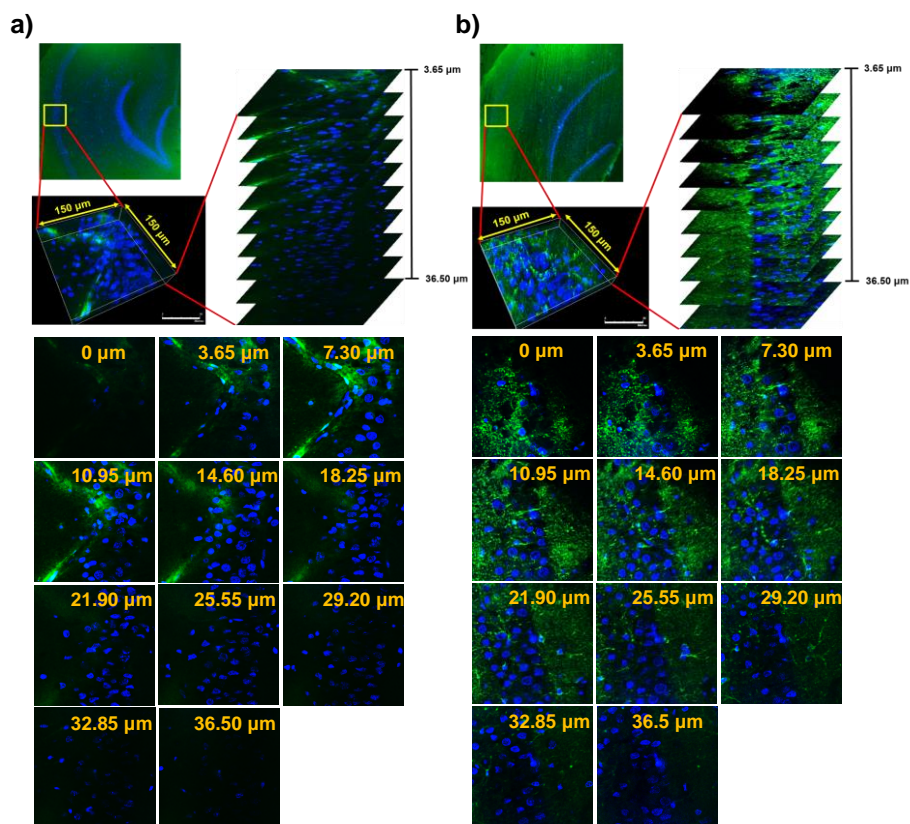 a)
3.65 µm
150 µm
150 µm
36.50 µm
0 µm
3.65 µm
7.30 µm
10.95 µm
14.60 µm
18.25 µm
21.90 µm
25.55 µm
29.20 µm
32.85 µm
36.50 µm
b)
3.65 µm
150 µm
150 µm
36.50 µm
0 µm
3.65 µm
7.30 µm
10.95 µm
14.60 µm
18.25 µm
21.90 µm
25.55 µm
29.20 µm
32.85 µm
36.5 µm